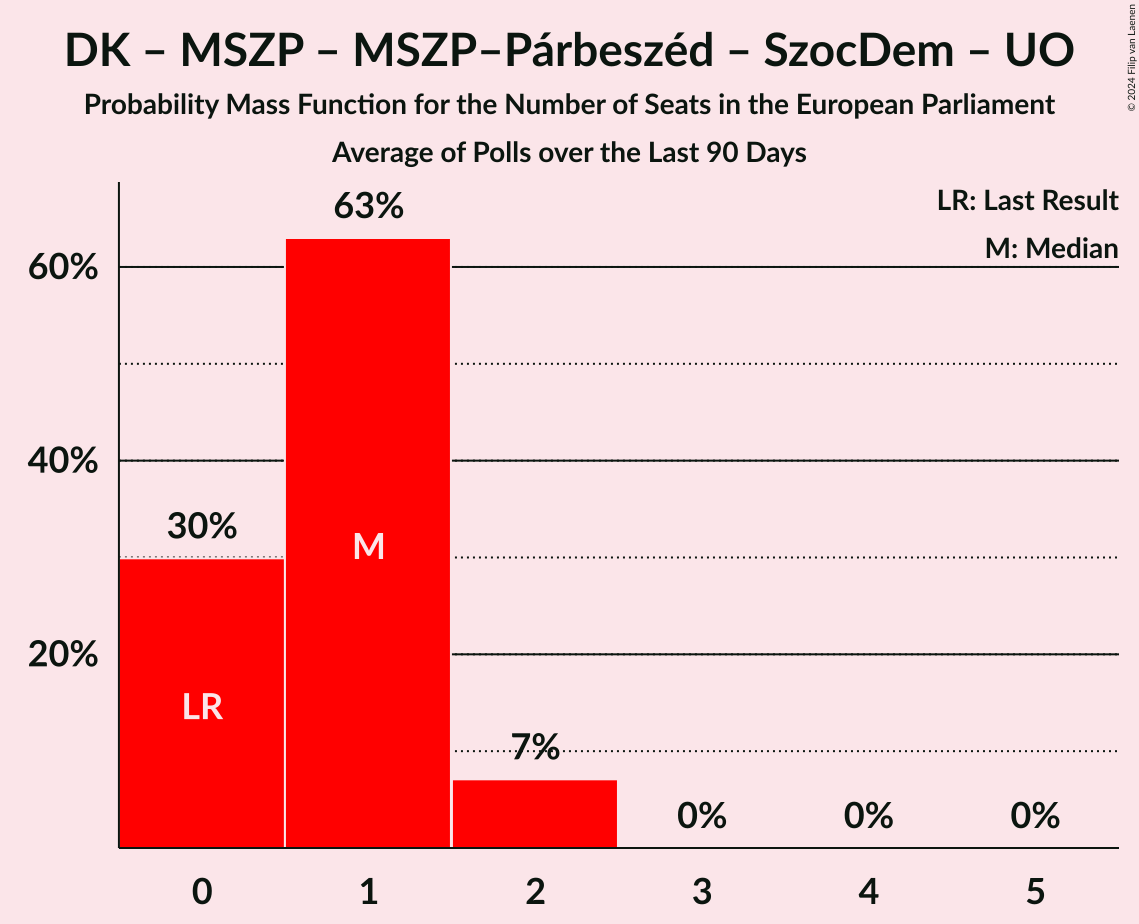 DK – MSZP – MSZP–Párbeszéd – SzocDem – UO
Probability Mass Function for the Number of Seats in the European Parliament
Average of Polls over the Last 90 Days
© 2024 Filip van Laenen
LR: Last Result
M: Median
63%
60%
40%
30%
M
20%
LR
7%
0%
0%
0%
0
1
2
3
4
5